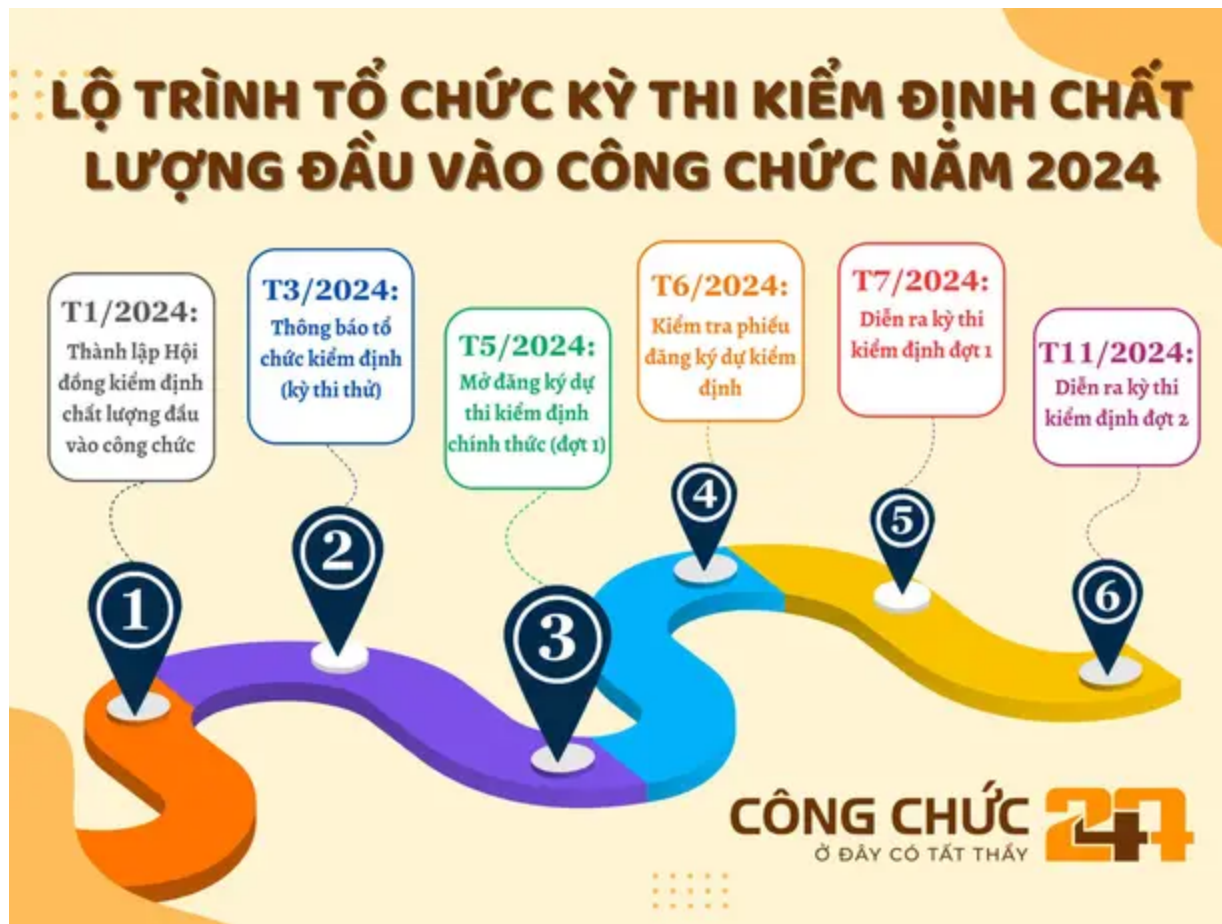 LỘ TRÌNH TỔ CHỨC KỲ THI KIỂM ĐỊNH CHẤT
LƯỢNG ĐẦU VÀO CÔNG CHỨC NĂM 2024
T1/2024:
Thành lập Hội
đồng kiểm định
chất lượng đầu
vào công chức
T3/2024:
Thông báo tổ
chức kiểm định
(kỳ thi thử)
T5/2024:
Mở đăng ký dự
thi kiểm định
chính thức (đợt 1)
T6/2024:
Kiểm tra phiếu
đăng ký dự kiểm
định
T7/2024:
Diễn ra kỳ thi
kiểm định đợt 1
T11/2024:
Diễn ra kỳ thi
kiểm định đợt 2
1
2
3
4
5
6
CÔNG CHỨC 247
Ở ĐÂY CÓ TẤT THẢY